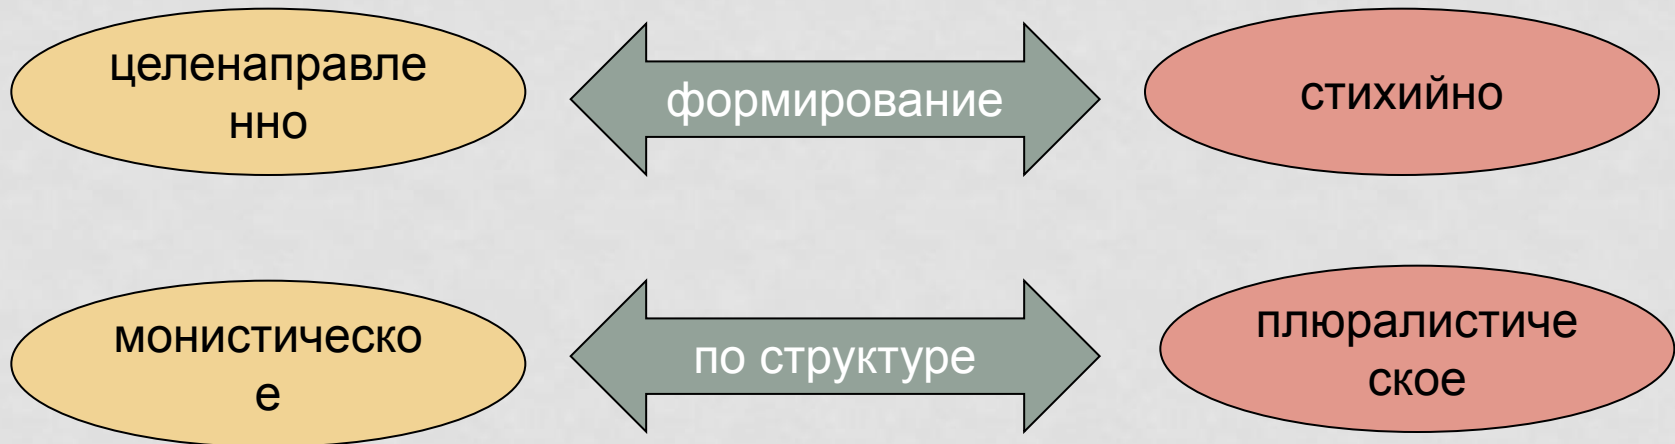 целенаправле
нно
формирование
стихийно
монистическо
е
по структуре
плюралистиче
ское